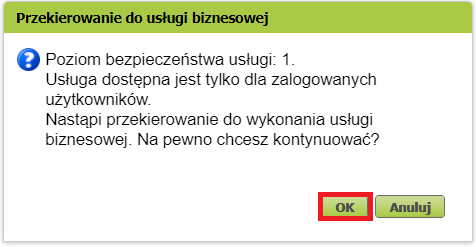 Przekierowanie do usługi biznesowej
Poziom bezpieczeństwa usługi: 1.
Usługa dostępna jest tylko dla zalogowanych
użytkowników.
Nastąpi przekierowanie do wykonania usługi
biznesowej. Na pewno chcesz kontynuować?
OK Anuluj